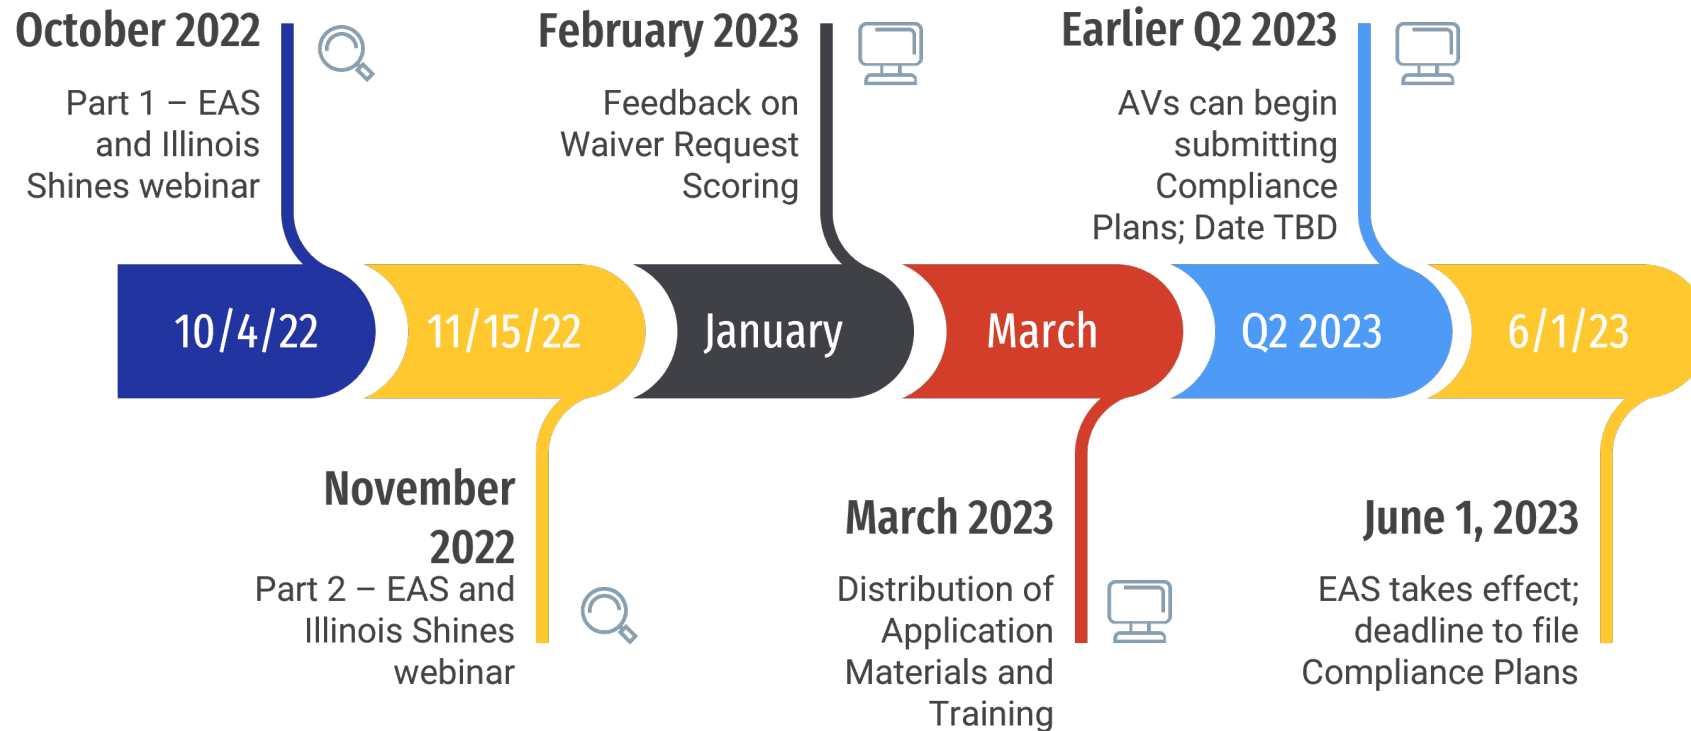 October 2022
Part 1 – EAS
and Illinois
Shines webinar
February 2023
Feedback on
Waiver Request
Scoring
Earlier Q2 2023
AVs can begin
submitting
Compliance
Plans; Date TBD
10/4/22
11/15/22
January
March
Q2 2023
6/1/23
November
2022
Part 2 – EAS and
Illinois Shines
webinar
March 2023
Distribution of
Application
Materials and
Training
June 1, 2023
EAS takes effect;
deadline to file
Compliance Plans